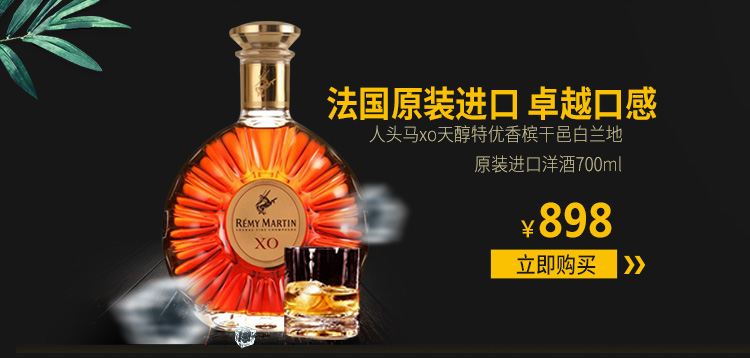 法国原装进口 卓越口感
人头马xo天醇特优香槟干邑白兰地
原装进口洋酒700ml
¥898
立即购买 »
RÉMY MARTIN
XO